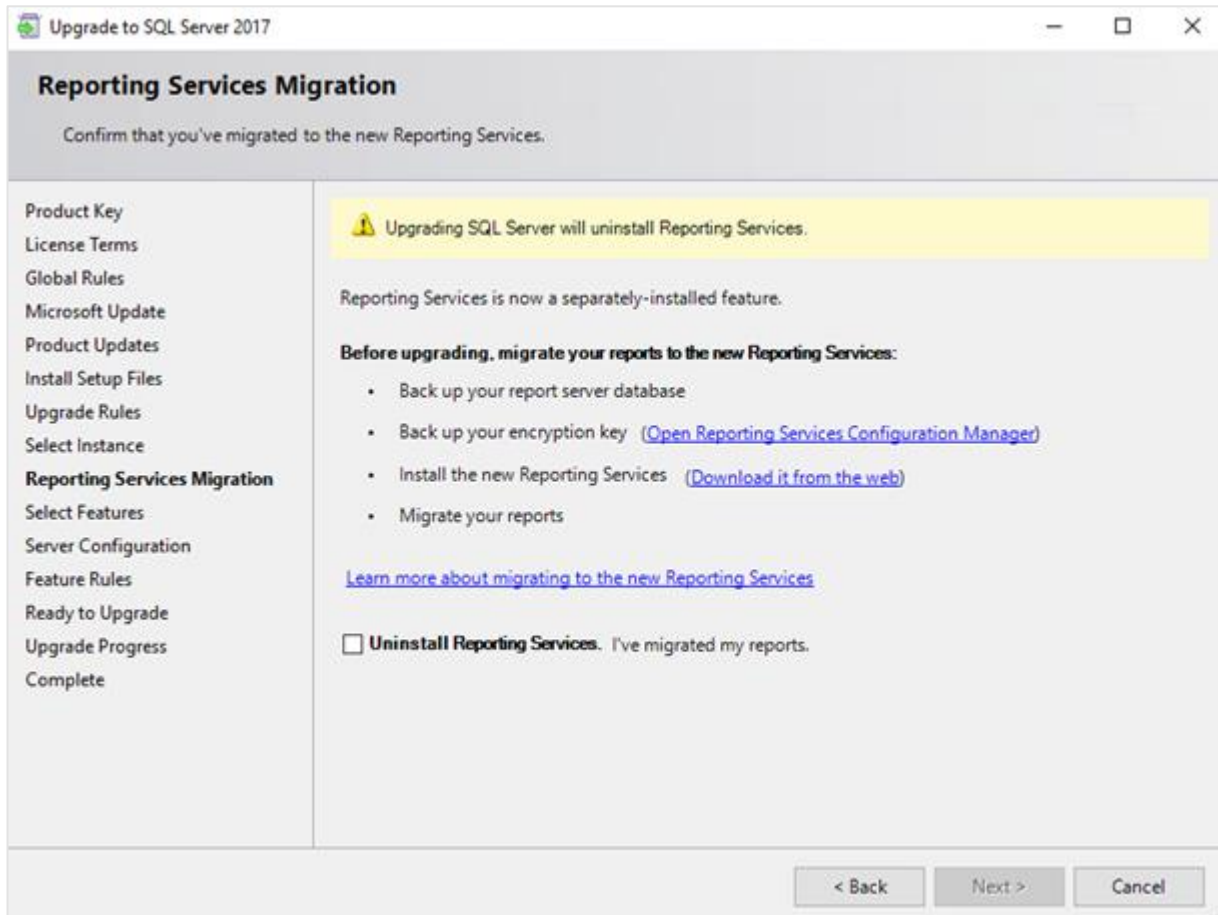 Upgrade to SQL Server 2017
Reporting Services Migration
Confirm that you've migrated to the new Reporting Services.
Product Key
License Terms
Global Rules
Microsoft Update
Product Updates
Install Setup Files
Upgrade Rules
Select Instance
Reporting Services Migration
Select Features
Server Configuration
Feature Rules
Ready to Upgrade
Upgrade Progress
Complete
Upgrading SQL Server will uninstall Reporting Services.
Reporting Services is now a separately-installed feature.
Before upgrading, migrate your reports to the new Reporting Services:
• Back up your report server database
• Back up your encryption key (Open Reporting Services Configuration Manager)
• Install the new Reporting Services (Download it from the web)
• Migrate your reports
Learn more about migrating to the new Reporting Services
Uninstall Reporting Services. I've migrated my reports.
< Back Next > Cancel